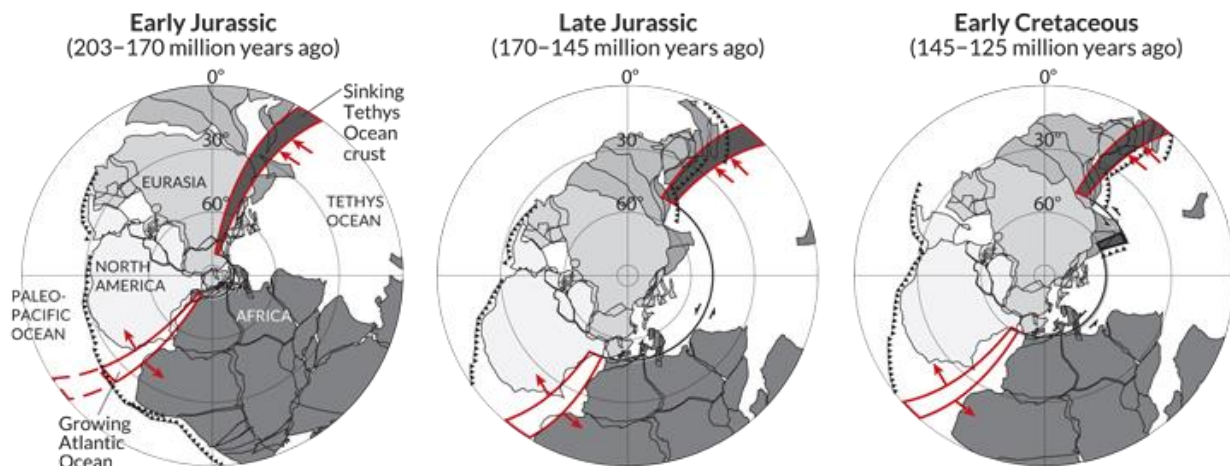 Early Jurassic
(203–170 million years ago)
0°
Sinking
Tethys
Ocean
crust
30°
EURASIA
60°
TETHYS
OCEAN
NORTH
AMERICA
PALEO-
PACIFIC
OCEAN
AFRICA
Growing
Atlantic
Ocean
Late Jurassic
(170–145 million years ago)
0°
30°
60°
Early Cretaceous
(145–125 million years ago)
0°
30°
60°